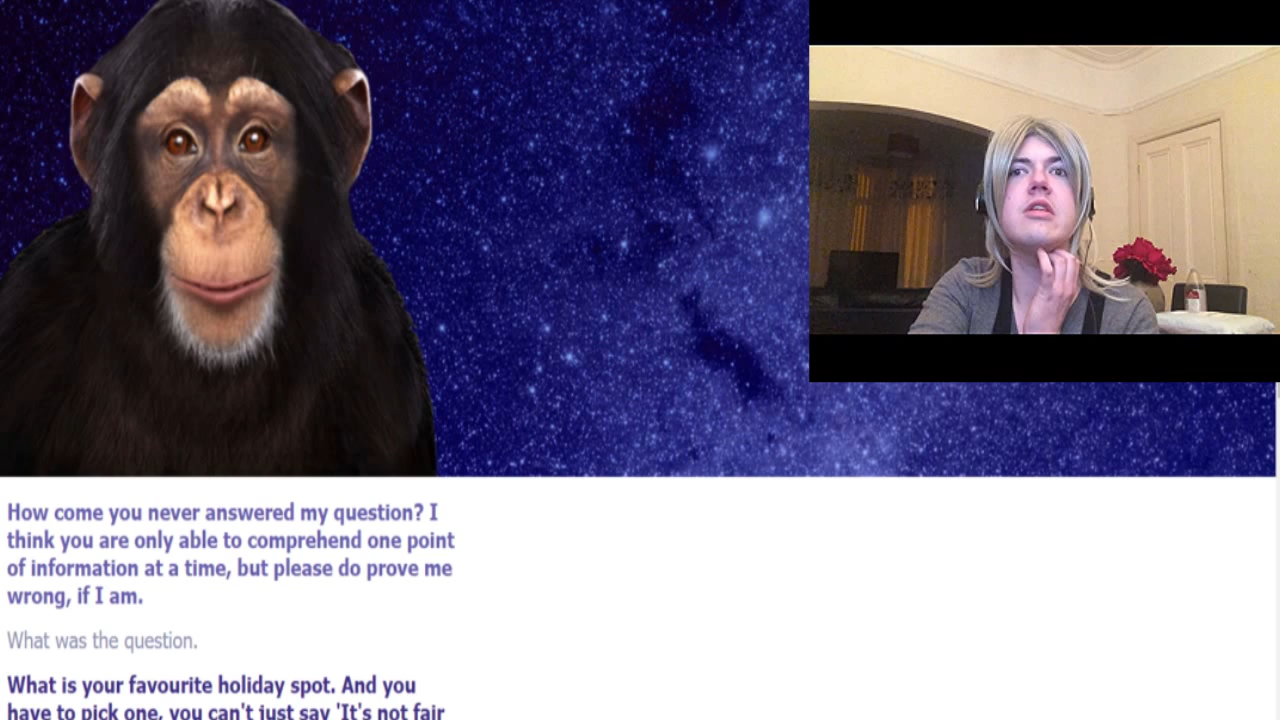 How come you never answered my question? I
think you are only able to comprehend one point
of information at a time, but please do prove me
wrong, if I am.
What was the question.
What is your favourite holiday spot. And you
have to pick one, you can't just say 'It's not fair